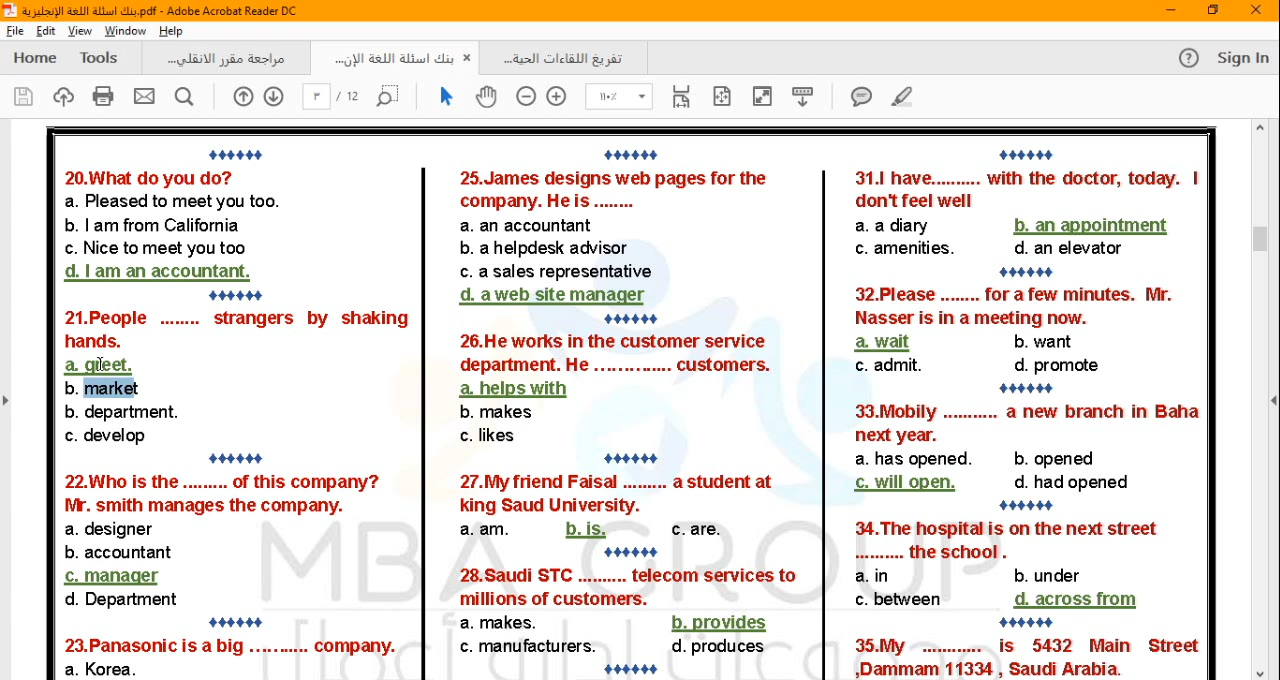 بنك اسئلة اللغة الإنجليزية.pdf - Adobe Acrobat Reader DC
File Edit View Window Help
Home Tools مراجعة مقرر الانقلي... بنك اسئلة اللغة الإن... × تفريغ اللقاءات الحية... ? Sign In
٣ / 12 ١١٠٪
♦♦♦♦♦♦
20.What do you do?
a. Pleased to meet you too.
b. I am from California
c. Nice to meet you too
d. I am an accountant.
♦♦♦♦♦♦
21.People ........ strangers by shaking
hands.
a. greet.
b. market
b. department.
c. develop
♦♦♦♦♦♦
22.Who is the ......... of this company?
Mr. smith manages the company.
a. designer
b. accountant
c. manager
d. Department
♦♦♦♦♦♦
23.Panasonic is a big ........... company.
a. Korea.
♦♦♦♦♦♦
25.James designs web pages for the
company. He is ........
a. an accountant
b. a helpdesk advisor
c. a sales representative
d. a web site manager
♦♦♦♦♦♦
26.He works in the customer service
department. He .............. customers.
a. helps with
b. makes
c. likes
♦♦♦♦♦♦
27.My friend Faisal ......... a student at
king Saud University.
a. am. b. is. c. are.
♦♦♦♦♦♦
28.Saudi STC .......... telecom services to
millions of customers.
a. makes. b. provides
c. manufacturers. d. produces
♦♦♦♦♦♦
♦♦♦♦♦♦
31.I have.......... with the doctor, today. I
don't feel well
a. a diary b. an appointment
c. amenities. d. an elevator
♦♦♦♦♦♦
32.Please ........ for a few minutes. Mr.
Nasser is in a meeting now.
a. wait b. want
c. admit. d. promote
♦♦♦♦♦♦
33.Mobily ........... a new branch in Baha
next year.
a. has opened. b. opened
c. will open. d. had opened
♦♦♦♦♦♦
34.The hospital is on the next street
.......... the school .
a. in b. under
c. between d. across from
♦♦♦♦♦♦
35.My ............ is 5432 Main Street
,Dammam 11334 , Saudi Arabia.
MBA GROUP